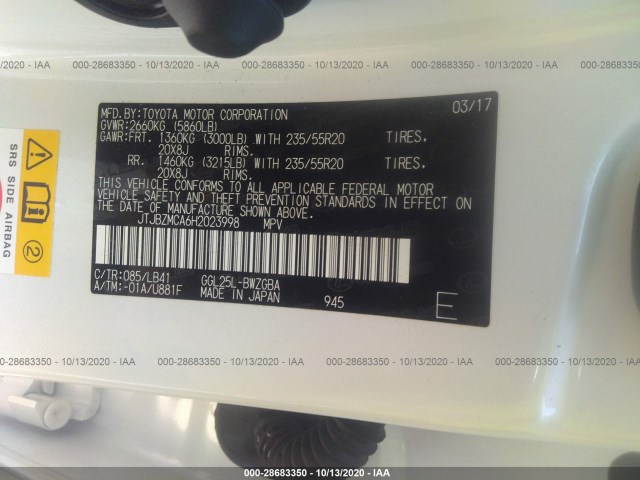 -28683350 - 10/13/2020 - IAA 000-28683350 - 10/13/2020 - IAA 000-28683350 - 10/13/2020 - IAA 000-28683350 - 10/13/2020
MFD.BY:TOYOTA MOTOR CORPORATION 03/17
GVWR:2660KG (5860LB)
GAWR:FRT. 1360KG (3000LB) WITH 235/55R20 TIRES.
20X8J RIMS.
RR. 1460KG (3215LB) WITH 235/55R20 TIRES.
20X8J RIMS.
THIS VEHICLE CONFORMS TO ALL APPLICABLE FEDERAL MOTOR
VEHICLE SAFETY AND THEFT PREVENTION STANDARDS IN EFFECT ON
THE DATE OF MANUFACTURE SHOWN ABOVE.
JTJBZMCA6H2023998 MPV
C/TR:085/LB41 GGL25L-BWZGBA
A/TM:-01A/U881F MADE IN JAPAN 945
E
SRS SIDE AIRBAG
2
-28683350 - 10/13/2020 - IAA 000-28683350 - 10/13/2020 - IAA 000-28683350 - 10/13/2020 - IAA 000-28683350 - 10/13/2020
000-28683350 - 10/13/2020 - IAA